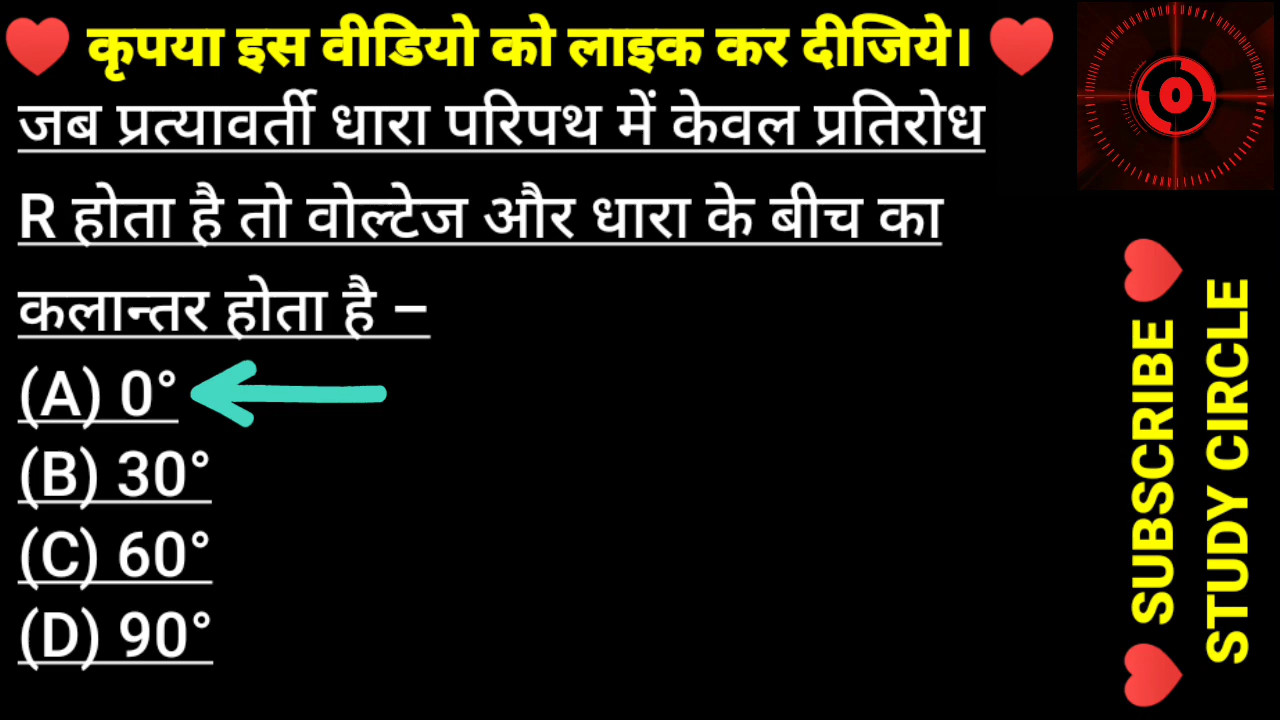 ♥ कृपया इस वीडियो को लाइक कर दीजिये। ♥
जब प्रत्यावर्ती धारा परिपथ में केवल प्रतिरोध
R होता है तो वोल्टेज और धारा के बीच का
कलान्तर होता है –
(A) 0°
(B) 30°
(C) 60°
(D) 90°
0
♥ SUBSCRIBE ♥
STUDY CIRCLE